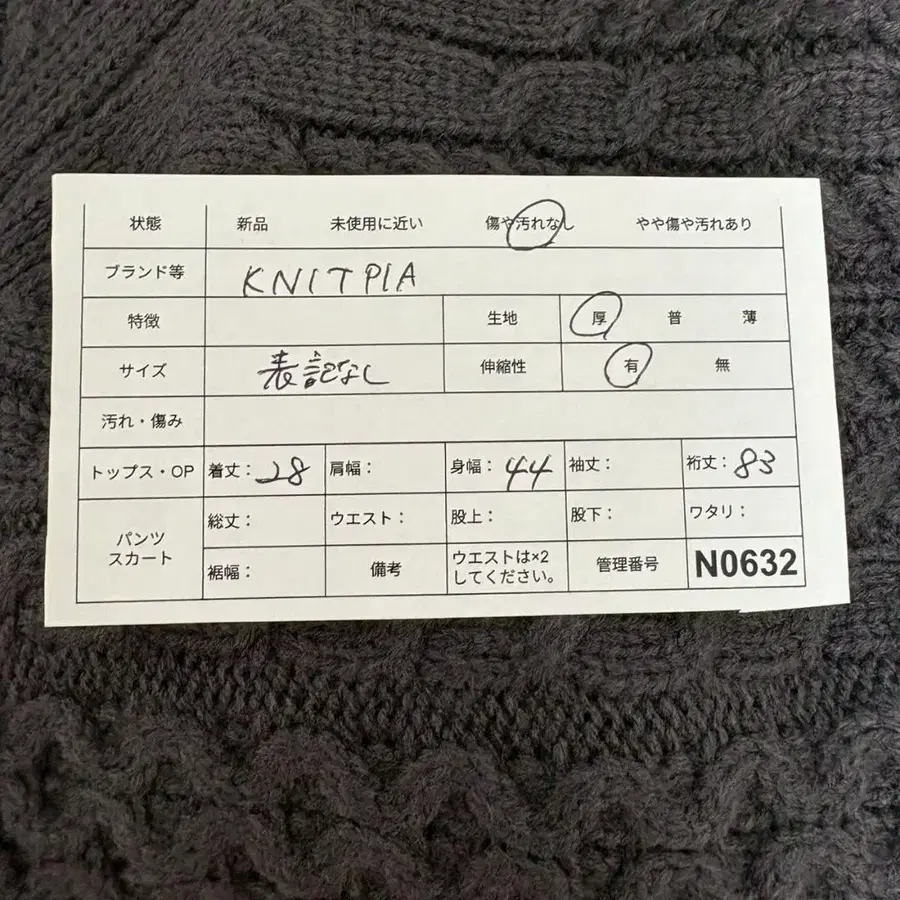 状態 新品 未使用に近い 傷や汚れなし やや傷や汚れあり
ブランド等 KNITPIA
特徴 生地 厚 普 薄
サイズ 表記なし 伸縮性 有 無
汚れ・傷み
トップス・OP 着丈：28 肩幅： 身幅：44 袖丈： 裄丈：83
パンツ スカート 総丈： ウエスト： 股上： 股下： ワタリ：
裾幅： 備考 ウエストは×2
してください。 管理番号 N0632